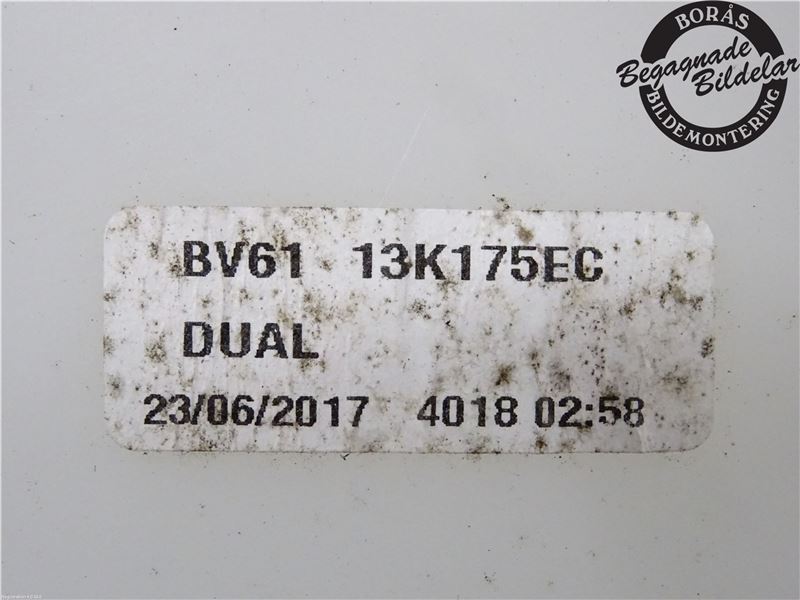 BORÅS
Begagnade
Bildelar
BILDEMONTERING
BV61 13K175EC
DUAL
23/06/2017 4018 02:58